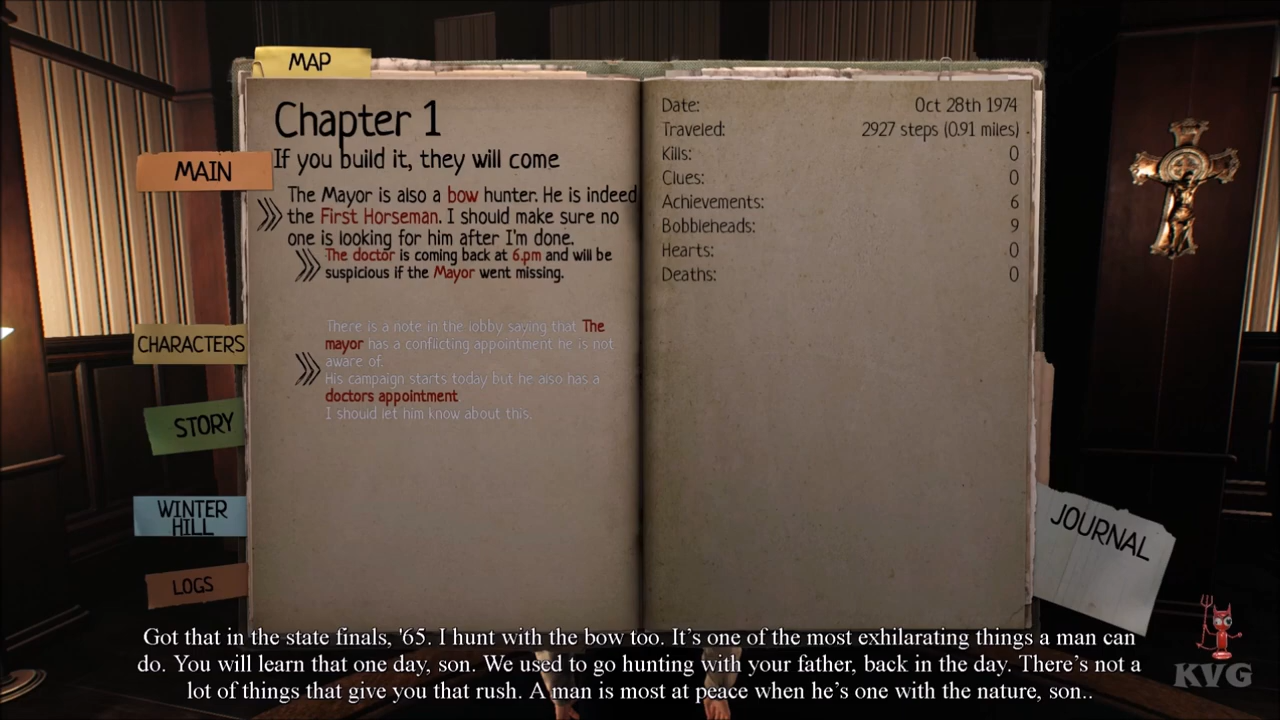 MAP
Chapter 1
If you build it, they will come
MAIN
The Mayor is also a bow hunter. He is indeed
the First Horseman. I should make sure no
one is looking for him after I'm done.
The doctor is coming back at 6.pm and will be
suspicious if the Mayor went missing.
There is a note in the lobby saying that The
mayor has a conflicting appointment he is not
aware of.
His campaign starts today but he also has a
doctors appointment
I should let him know about this.
CHARACTERS
STORY
WINTER
HILL
LOGS
Date: Oct 28th 1974
Traveled: 2927 steps (0.91 miles)
Kills: 0
Clues: 0
Achievements: 6
Bobbleheads: 9
Hearts: 0
Deaths: 0
JOURNAL
Got that in the state finals, '65. I hunt with the bow too. It's one of the most exhilarating things a man can
do. You will learn that one day, son. We used to go hunting with your father, back in the day. There's not a
lot of things that give you that rush. A man is most at peace when he's one with the nature, son..
KVG